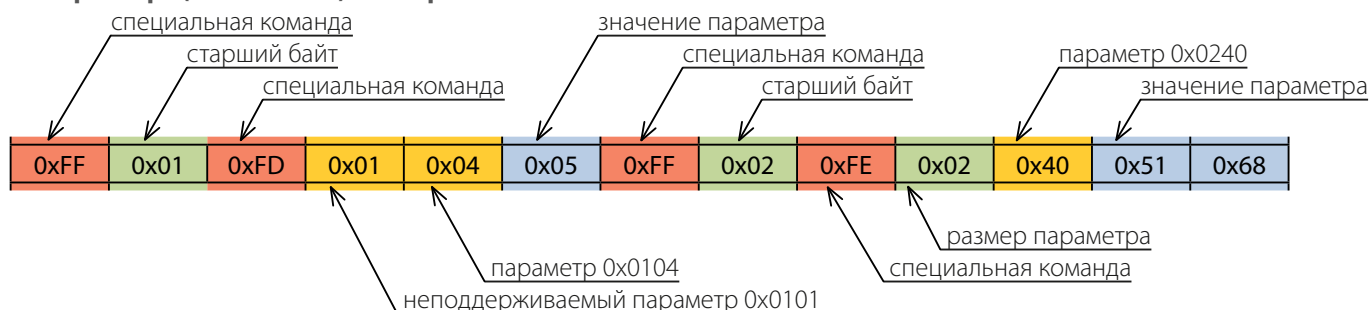 специальная команда
значение параметра
старший байт
специальная команда
параметр 0x0240
специальная команда
старший байт
значение параметра
0xFF 0x01 0xFD 0x01 0x04 0x05 0xFF 0x02 0xFE 0x02 0x40 0x51 0x68
размер параметра
параметр 0x0104
специальная команда
неподдерживаемый параметр 0x0101